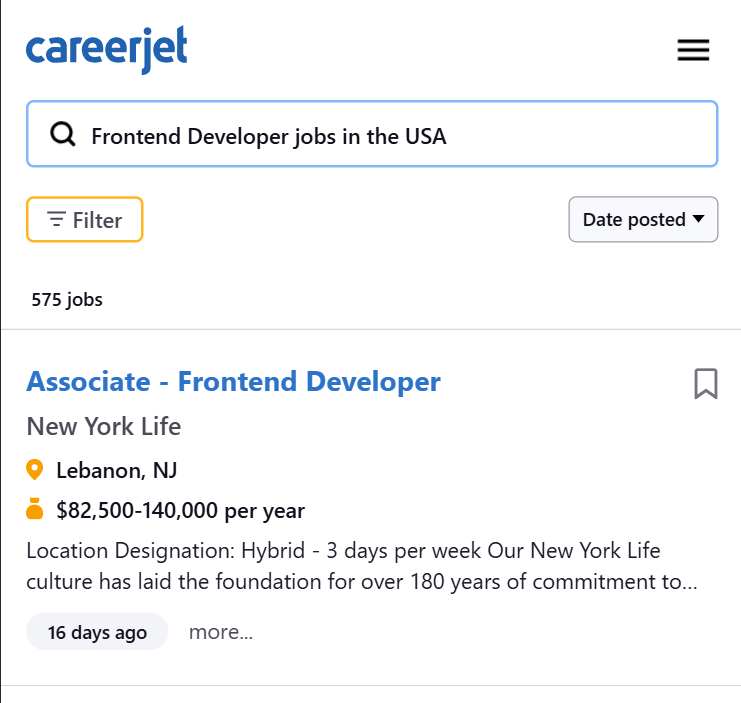 careerjet
Frontend Developer jobs in the USA
Filter
Date posted
575 jobs
Associate - Frontend Developer
New York Life
Lebanon, NJ
$82,500-140,000 per year
Location Designation: Hybrid - 3 days per week Our New York Life
culture has laid the foundation for over 180 years of commitment to...
16 days ago
more...